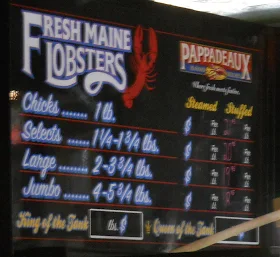 FRESH MAINE
LOBSTERS
PAPPADEAUX
Steamed Stuffed
Chicks ....... 1 lb. $
Selects ..... 1¼-1¾ lbs. $
Large ...... 2-3¾ lbs. $
Jumbo ..... 4-5¾ lbs. $
King of the Tank lbs. $ Queen of the Tank $